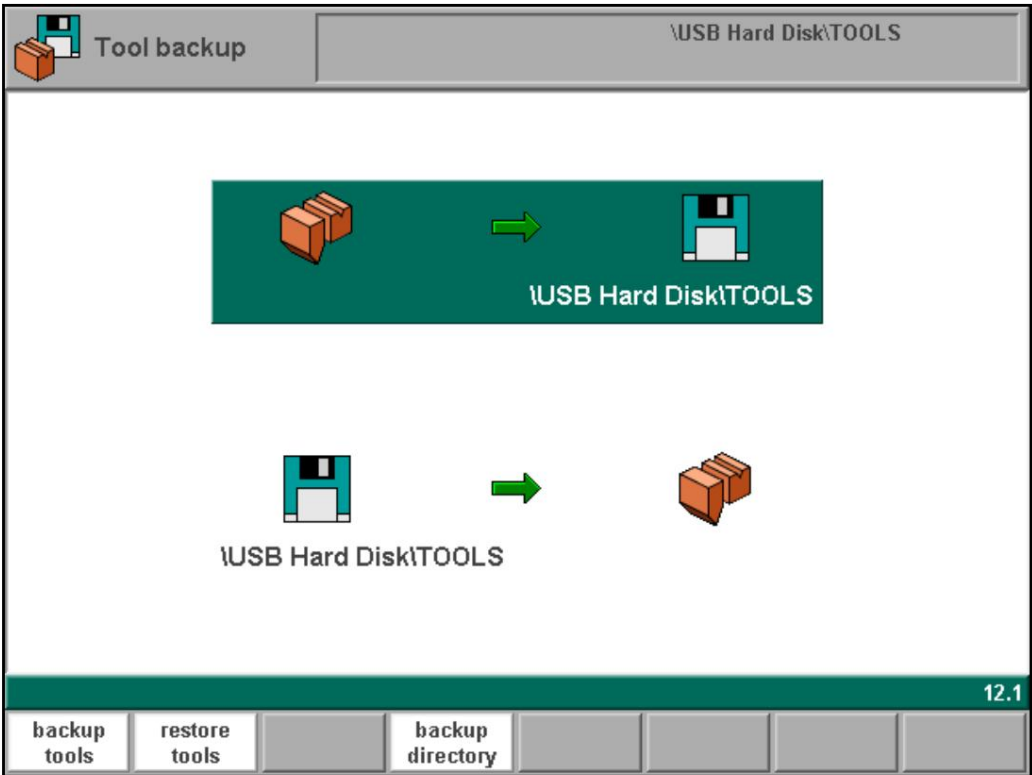 Tool backup
\USB Hard Disk\TOOLS
\USB Hard Disk\TOOLS
\USB Hard Disk\TOOLS
12.1
backup
tools
restore
tools
backup
directory